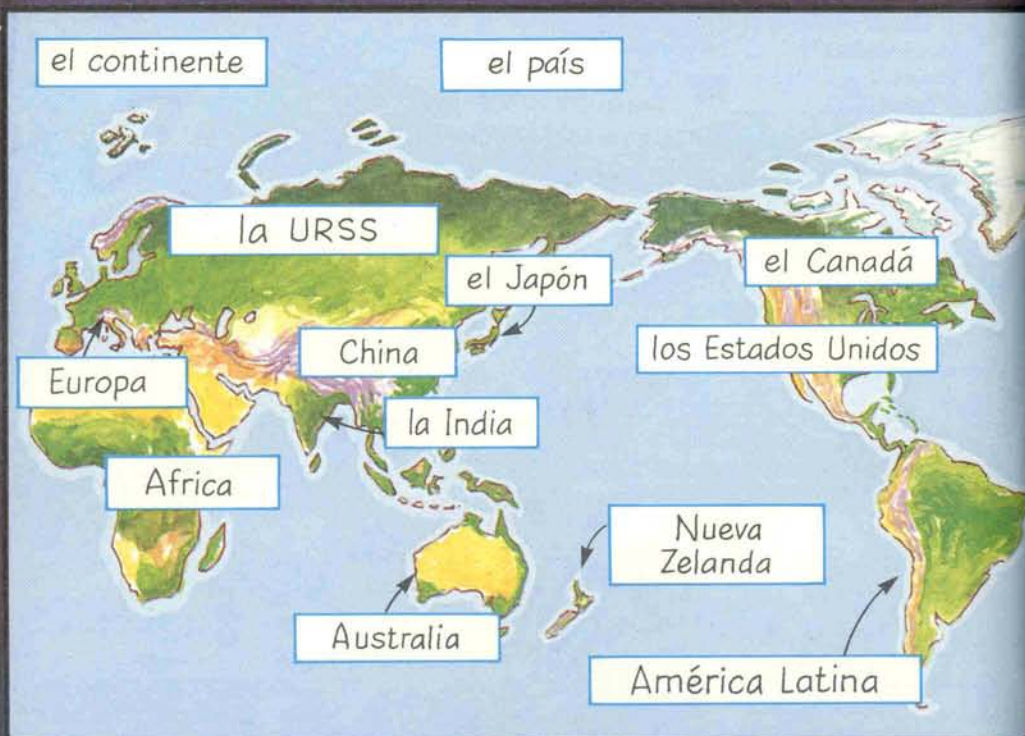 el continente
el país
la URSS
el Japón
el Canadá
China
los Estados Unidos
Europa
la India
Africa
Nueva
Zelanda
Australia
América Latina